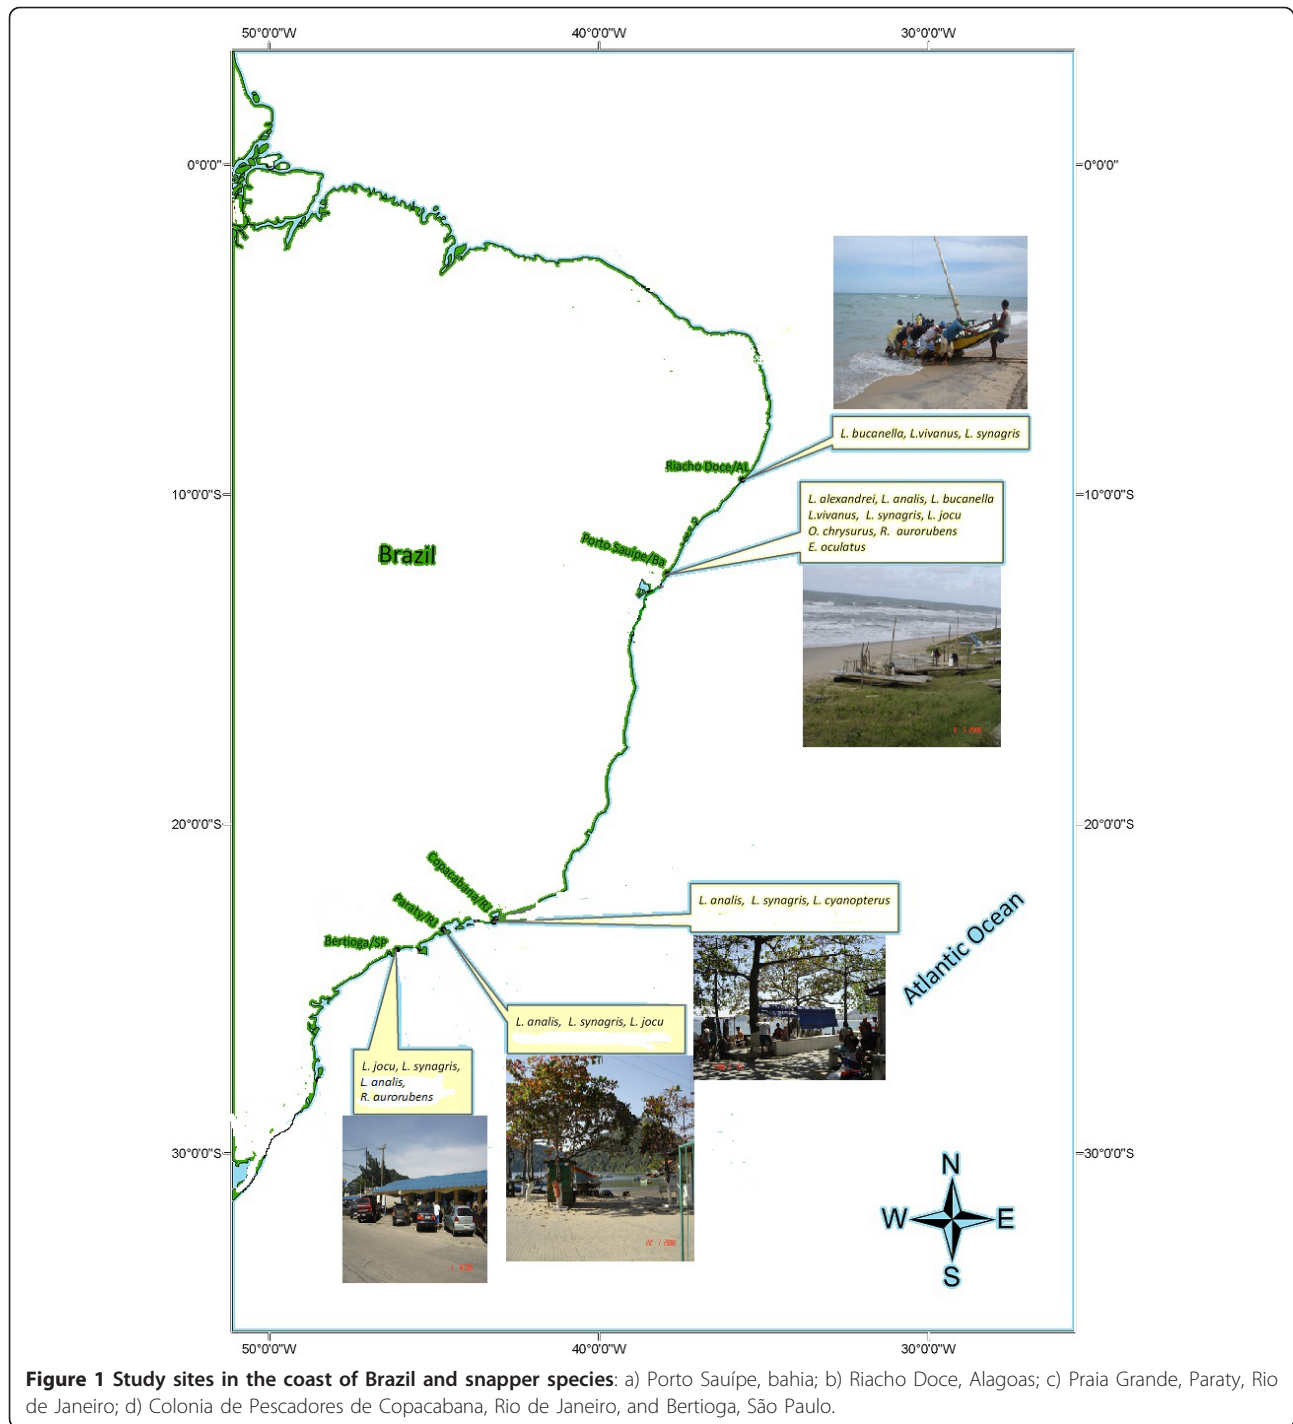 50°0'0"W 40°0'0"W 30°0'0"W
0°0'0" 0°0'0"
L. bucanella, L.vivanus, L. synagris
Riacho Doce/AL
10°0'0"S 10°0'0"S
L. alexandrei, L. analis, L. bucanella
L.vivanus, L. synagris, L. jocu
O. chrysurus, R. aurorubens
E. oculatus
Porto Sauípe/Ba
Brazil
20°0'0"S 20°0'0"S
Copacabana/RJ
Paraty/RJ
Bertioga/SP
L. analis, L. synagris, L. cyanopterus
Atlantic Ocean
L. analis, L. synagris, L. jocu
L. jocu, L. synagris,
L. analis,
R. aurorubens
30°0'0"S 30°0'0"S
N
W E
S
50°0'0"W 40°0'0"W 30°0'0"W
Figure 1 Study sites in the coast of Brazil and snapper species: a) Porto Sauípe, bahia; b) Riacho Doce, Alagoas; c) Praia Grande, Paraty, Rio
de Janeiro; d) Colonia de Pescadores de Copacabana, Rio de Janeiro, and Bertioga, São Paulo.